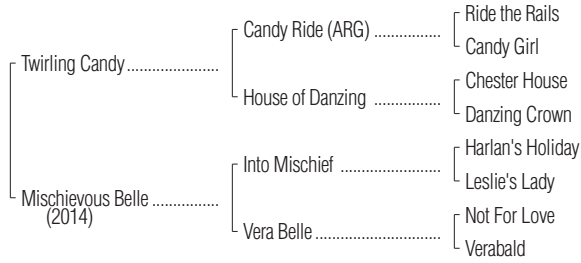 Ride the Rails
Candy Ride (ARG) ................
Candy Girl
Twirling Candy ......................
Chester House
House of Danzing ................
Danzing Crown
Harlan's Holiday
Into Mischief ........................
Leslie's Lady
Mischievous Belle ................
(2014)
Not For Love
Vera Belle ..............................
Verabald